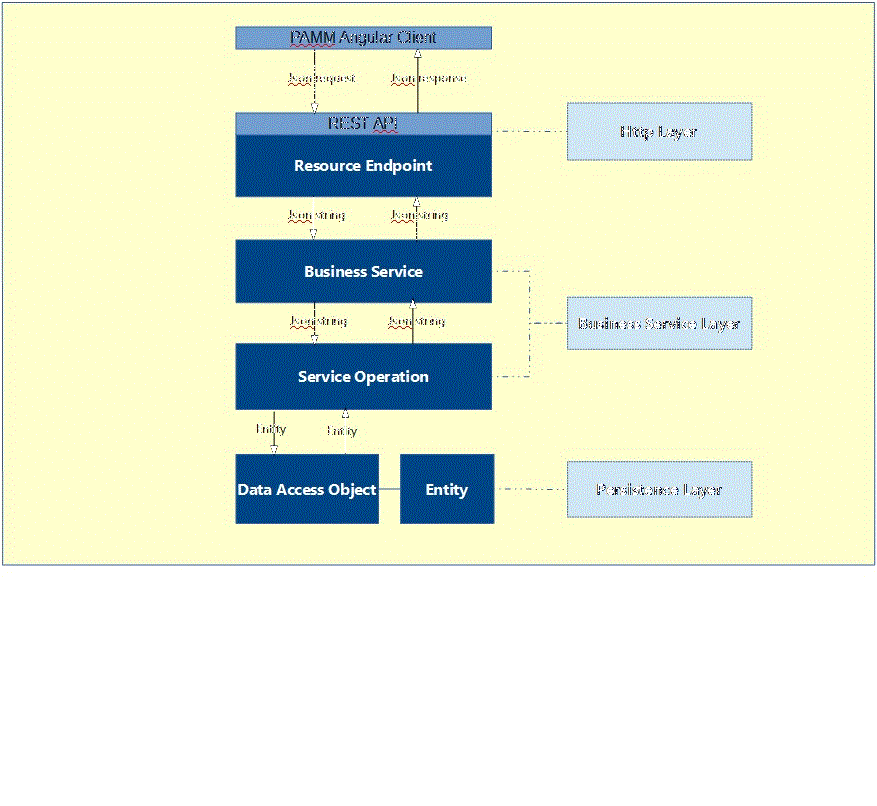 PAMM Angular Client
Json request
Json response
REST API
Http Layer
Resource Endpoint
Json string
Json string
Business Service
Json string
Json string
Business Service Layer
Service Operation
Entity
Entity
Data Access Object
Entity
Persistance Layer